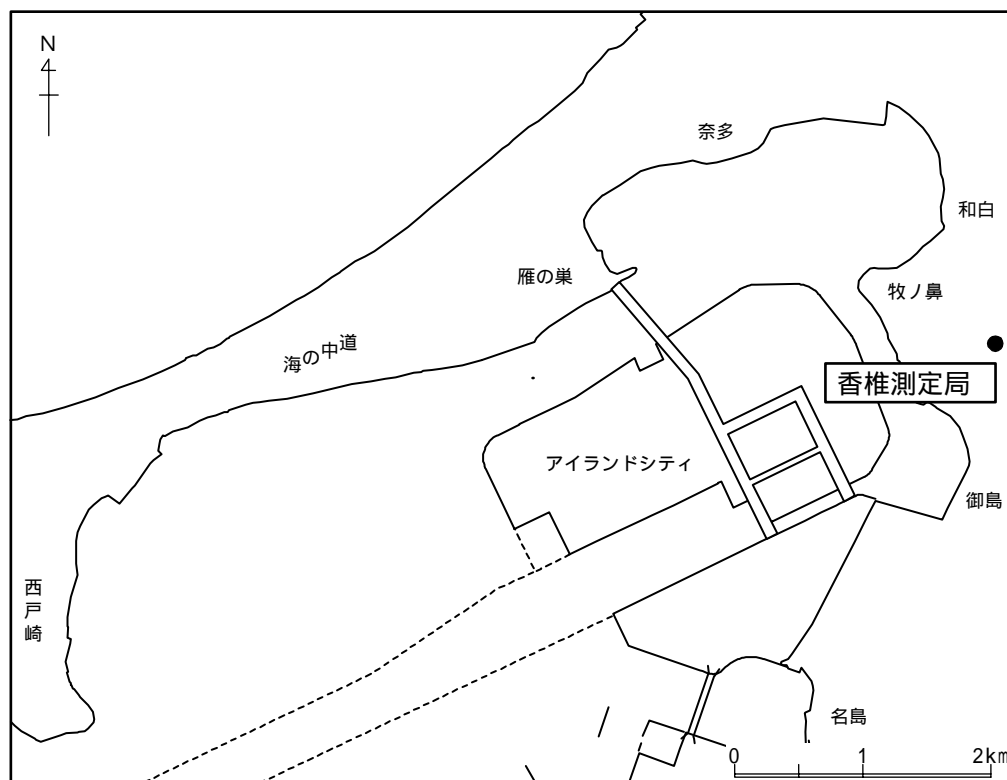 N
奈多
和白
雁の巣
牧ノ鼻
海の中道
香椎測定局
アイランドシティ
御島
西戸崎
名島
0 1 2km